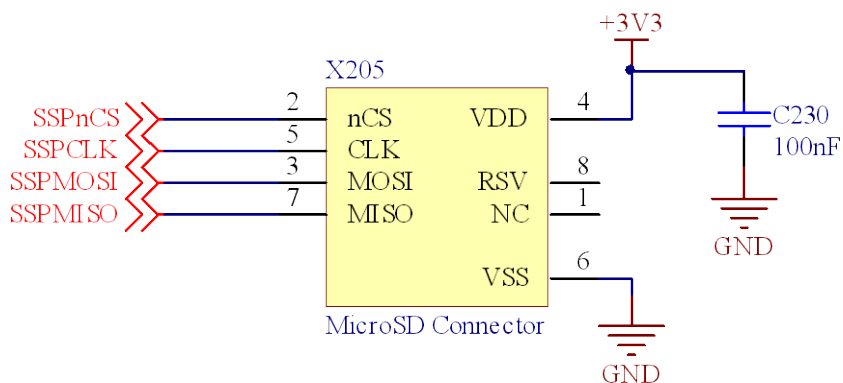 +3V3
X205
SSPnCS 2 nCS VDD 4
C230
SSPCLK 5 CLK
100nF
SSPMOSI 3 MOSI RSV 8
SSPMISO 7 MISO NC 1
GND
VSS 6
MicroSD Connector
GND